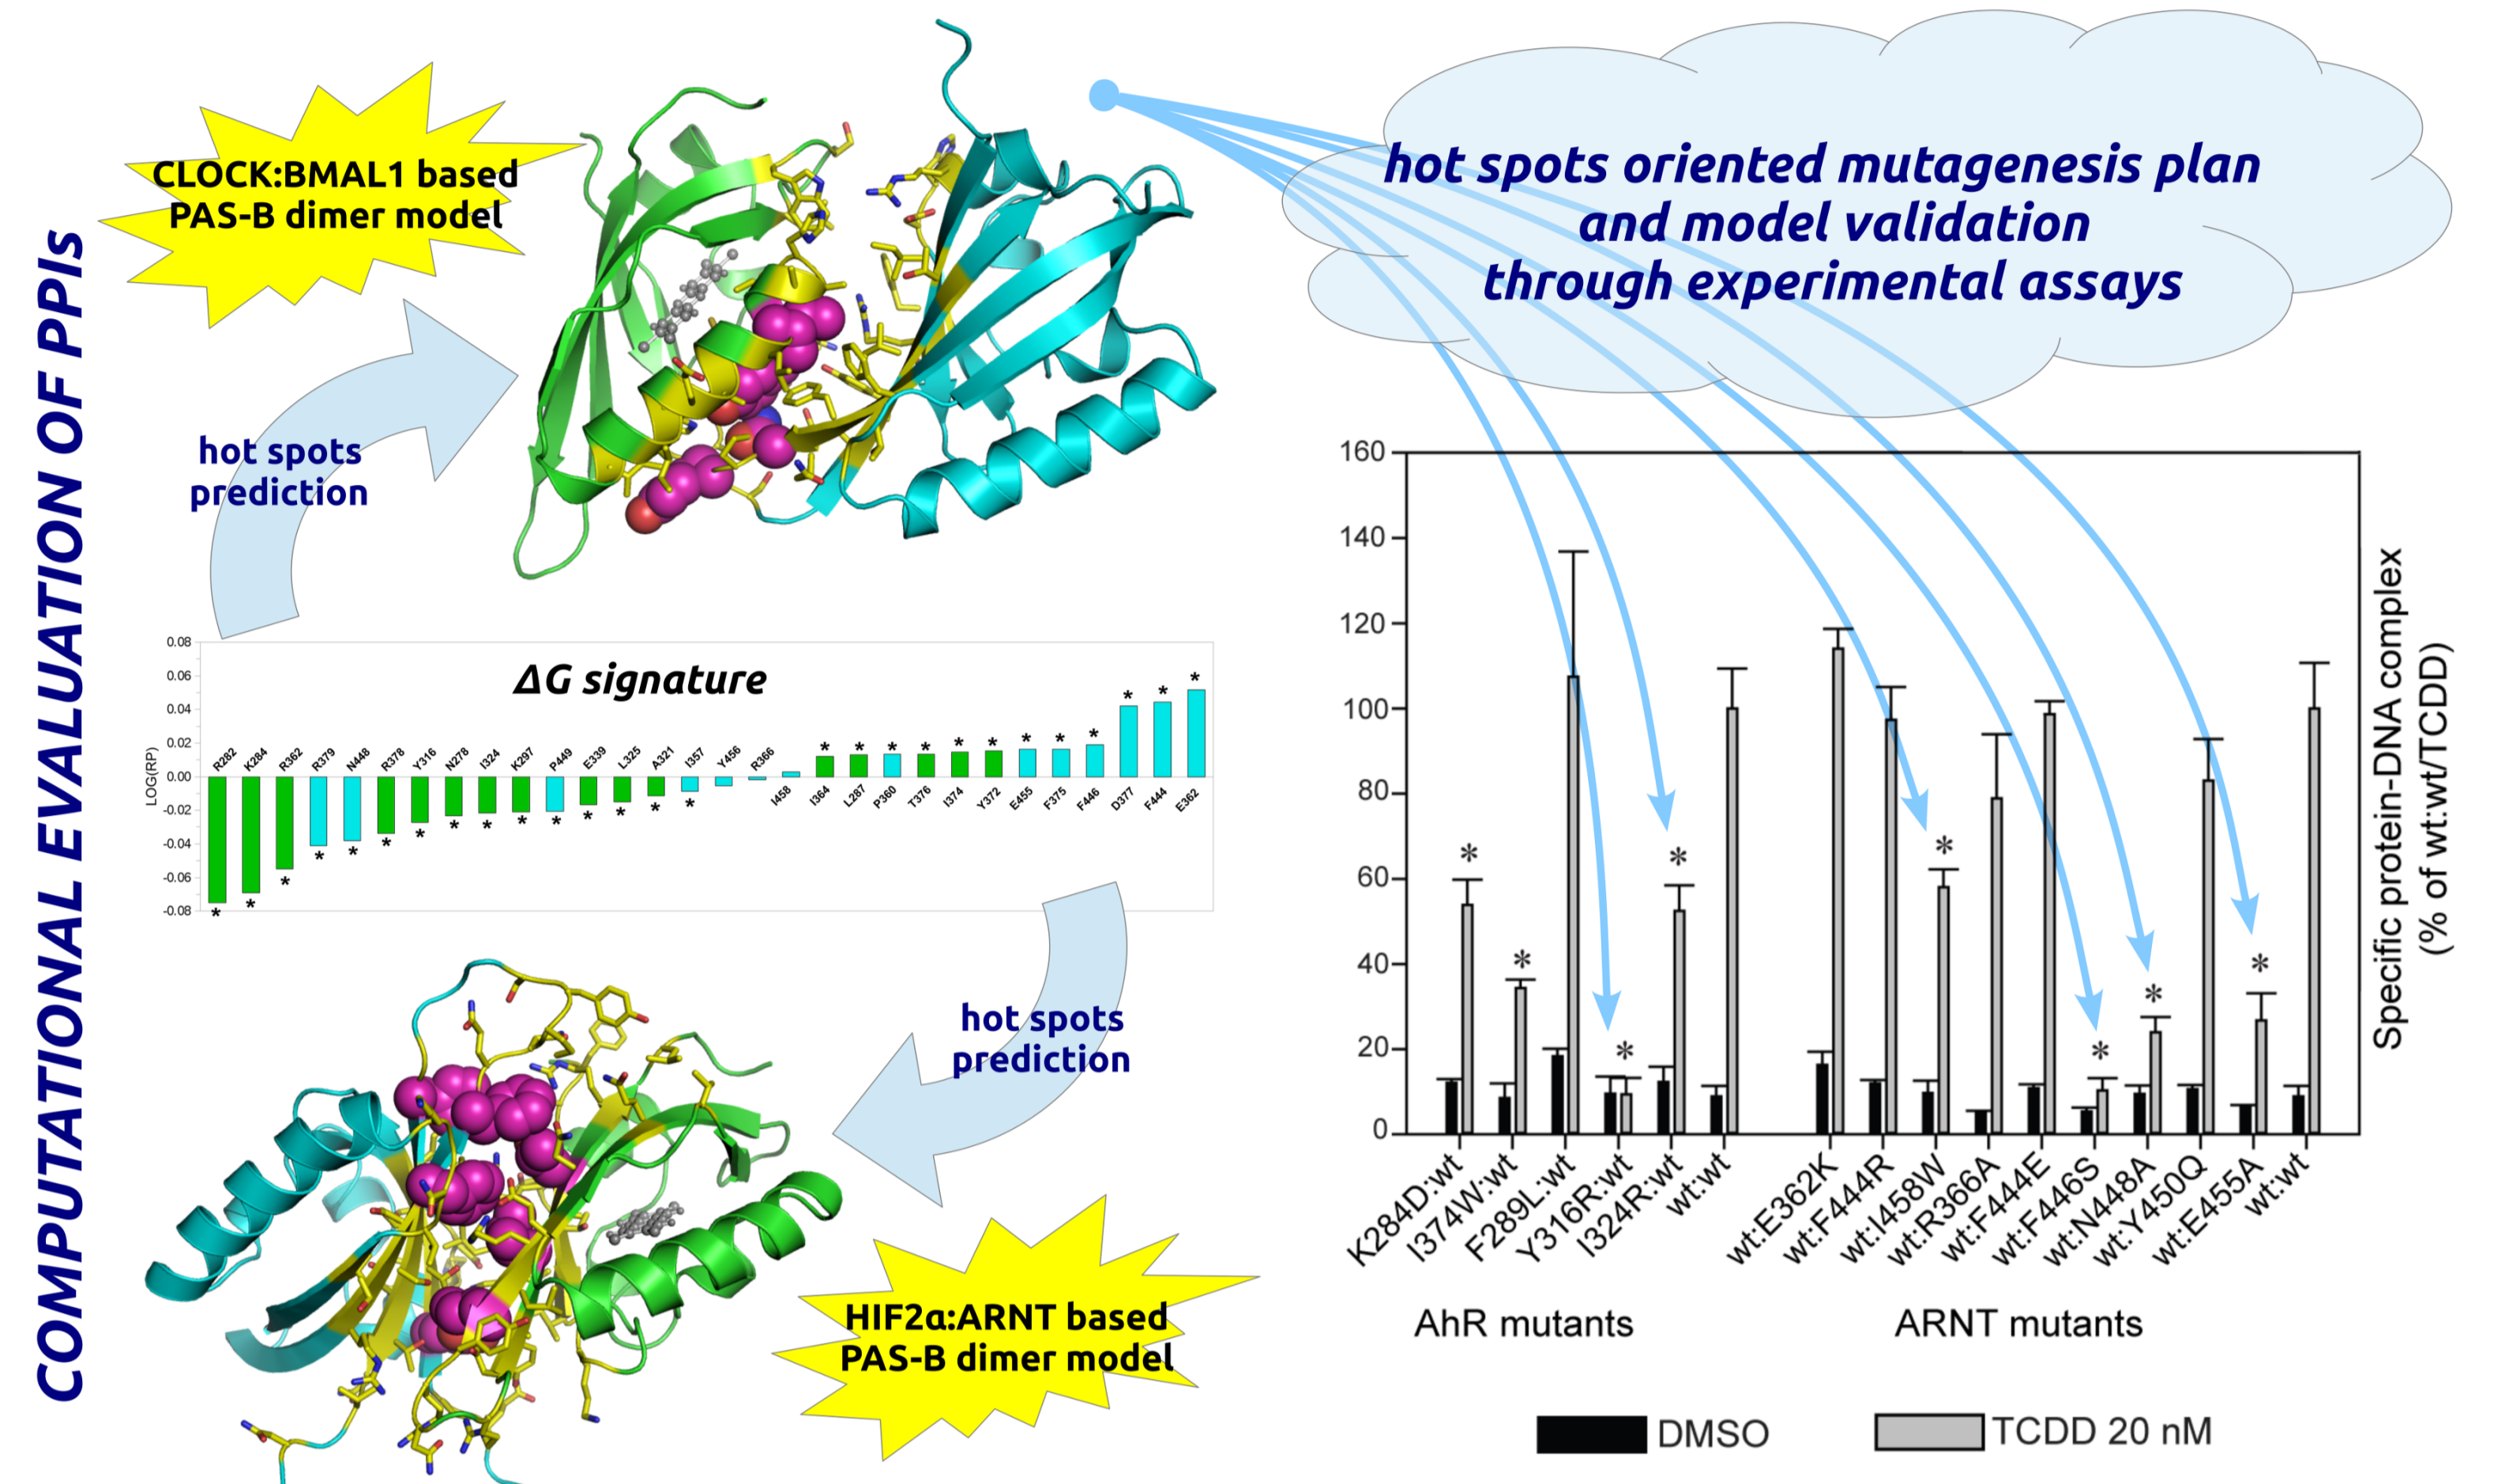 COMPUTATIONAL EVALUATION OF PPIs
CLOCK:BMAL1 based
PAS-B dimer model
hot spots
prediction
hot spots oriented mutagenesis plan
and model validation
through experimental assays
ΔG signature
LOG(RP)
0.08
0.06
0.04
0.02
0.00
-0.02
-0.04
-0.06
-0.08
R282 K284 R362 R379 N448 R378 Y316 N278 I324 K297 P449 E339 L325 A321 I357 Y456 R366
I458 I364 L287 P360 T376 I374 Y372 E455 F375 F446 D377 F444 E362
* * * * * * * * * * * *
* * * * * * * * * * * * * * *
hot spots
prediction
HIF2α:ARNT based
PAS-B dimer model
160
140
120
100
80
60
40
20
0
* * * * * * * * *
Specific protein-DNA complex
(% of wt:wt/TCDD)
K284D:wt
I374W:wt
F289L:wt
Y316R:wt
I324R:wt
wt:wt
wt:E362K
wt:F444R
wt:I458W
wt:R366A
wt:F444E
wt:F446S
wt:N448A
wt:Y450Q
wt:E455A
wt:wt
AhR mutants
ARNT mutants
DMSO
TCDD 20 nM